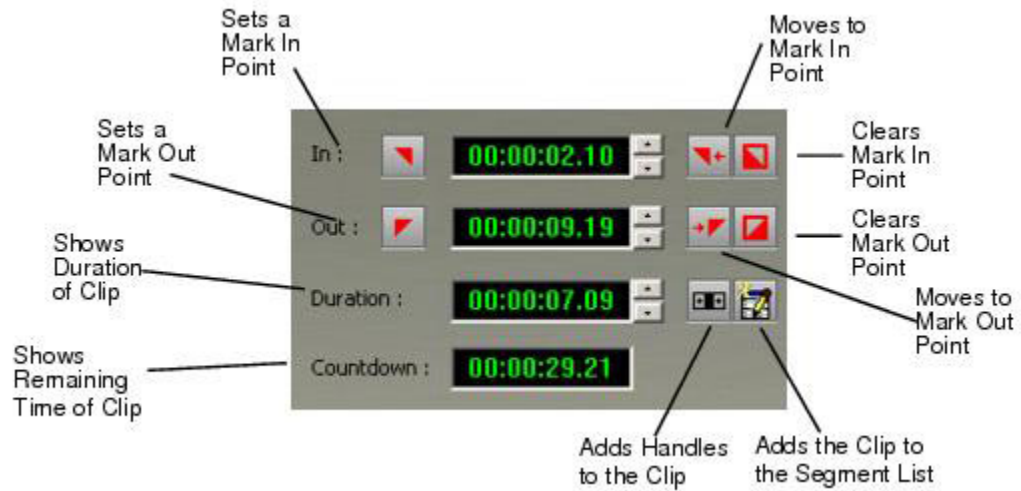 Sets a
Mark In
Point
Moves to
Mark In
Point
Sets a
Mark Out
Point
In :
00:00:02.10
Clears
Mark In
Point
Out :
00:00:09.19
Clears
Mark Out
Point
Shows
Duration
of Clip
Duration :
00:00:07.09
Moves to
Mark Out
Point
Shows
Remaining
Time of Clip
Countdown :
00:00:29.21
Adds Handles
to the Clip
Adds the Clip to
the Segment List